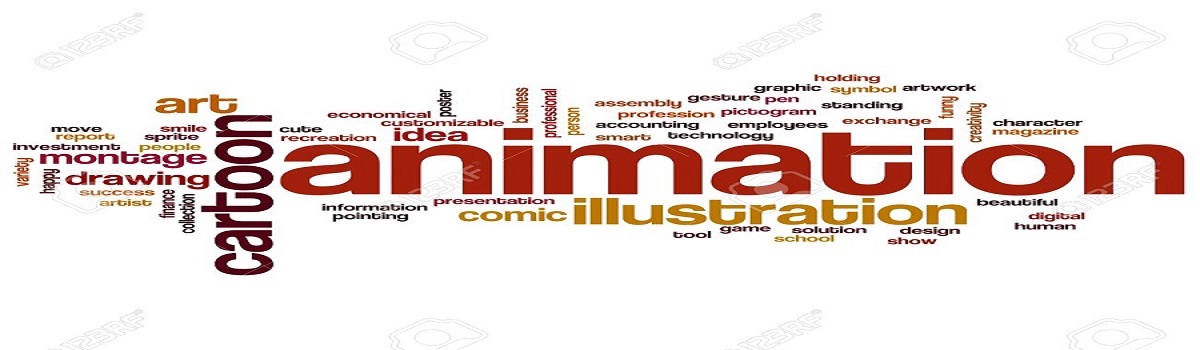 123RF
123RF
holding
graphic symbol artwork
art
poster
business
professional
person
assembly gesture pen
standing
funny
creativity
economical
customizable
profession pictogram
exchange
character
magazine
move
report
smile
sprite
cute
recreation
idea
accounting employees
smart technology
investment people
variety
happy
montage
drawing
success
artist
finance
collection
cartoon
animation
information
pointing
presentation
comic
illustration
beautiful
digital
human
tool
game
school
solution
design
show
123RF
123RF